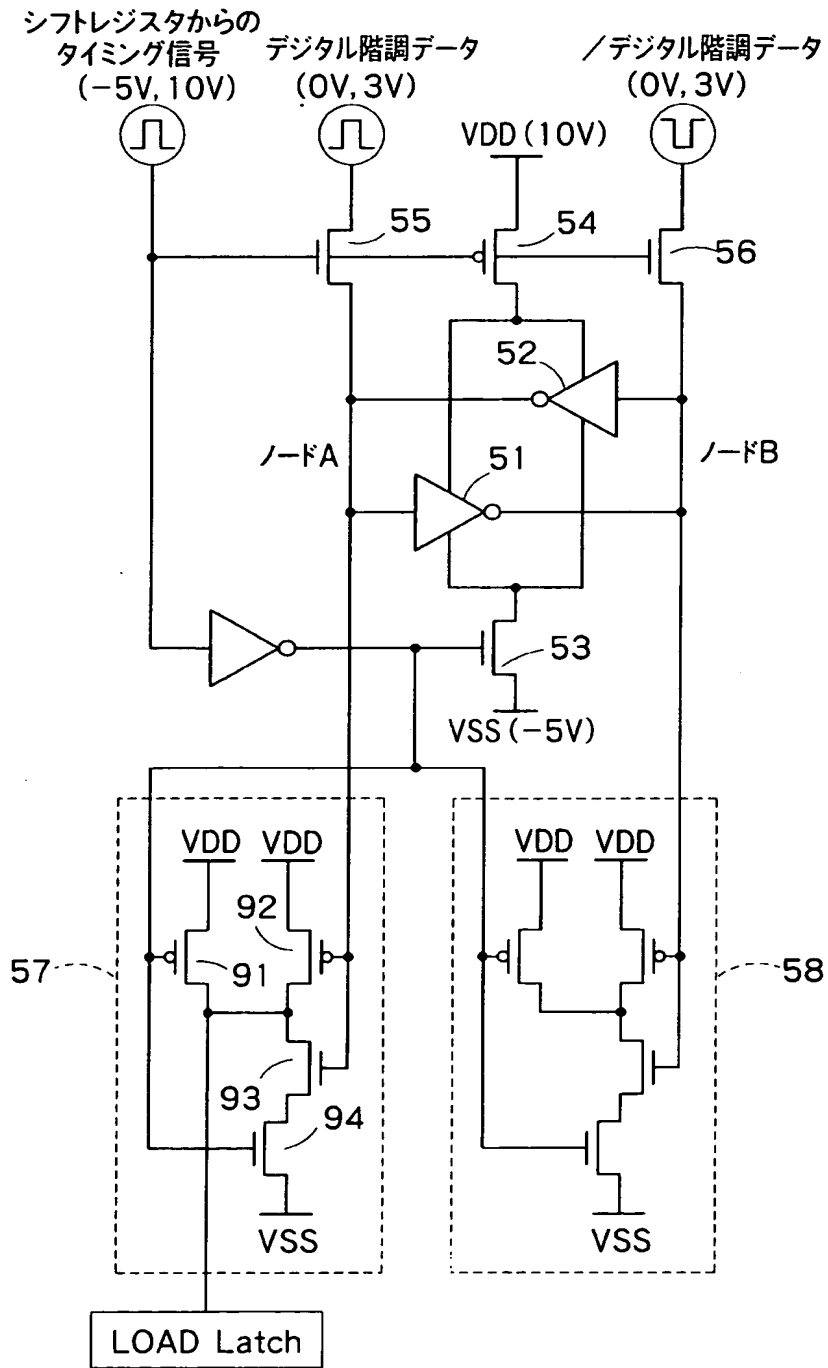 シフトレジスタからの
タイミング信号
(−5V,10V)
デジタル階調データ
(0V,3V)
/デジタル階調データ
(0V,3V)
VDD(10V)
55
54
56
52
ノードA
51
ノードB
53
VSS(−5V)
VDD VDD
VDD VDD
92
57
91
58
93
94
VSS
VSS
LOAD Latch